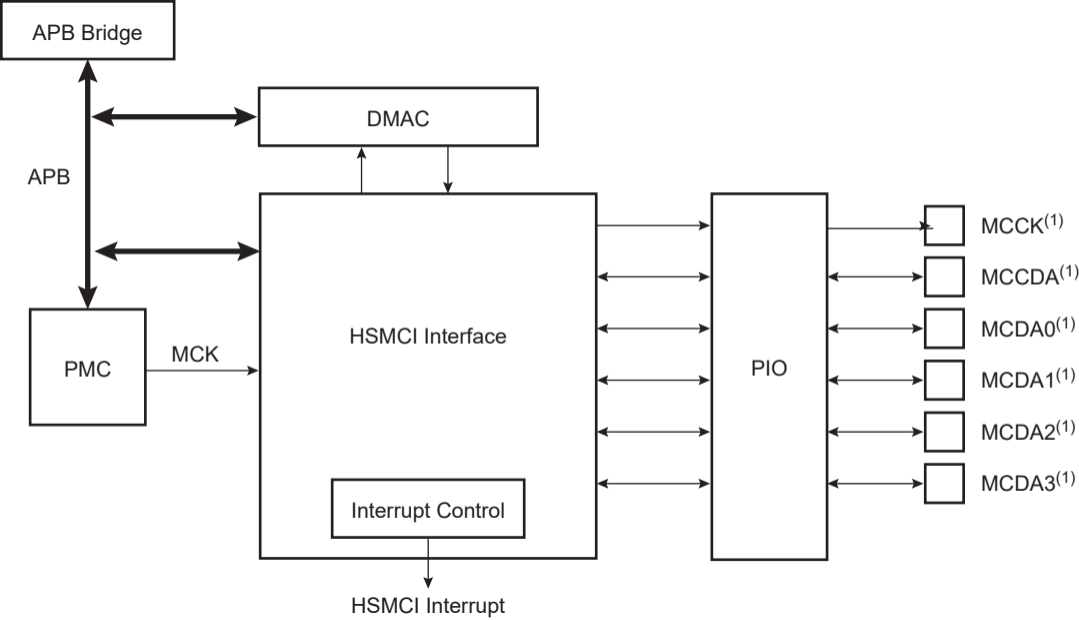 APB Bridge
DMAC
APB
MCCK(1)
MCCDA(1)
HSMCI Interface
MCDA0(1)
MCK
PMC
PIO
MCDA1(1)
MCDA2(1)
MCDA3(1)
Interrupt Control
HSMCI Interrupt